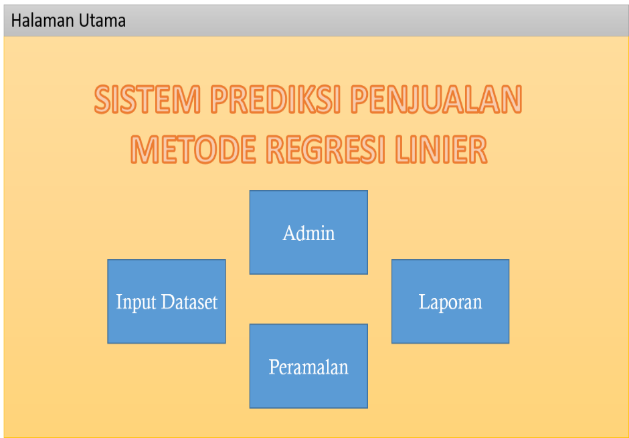 Halaman Utama
SISTEM PREDIKSI PENJUALAN
METODE REGRESI LINIER
Admin
Input Dataset
Laporan
Peramalan